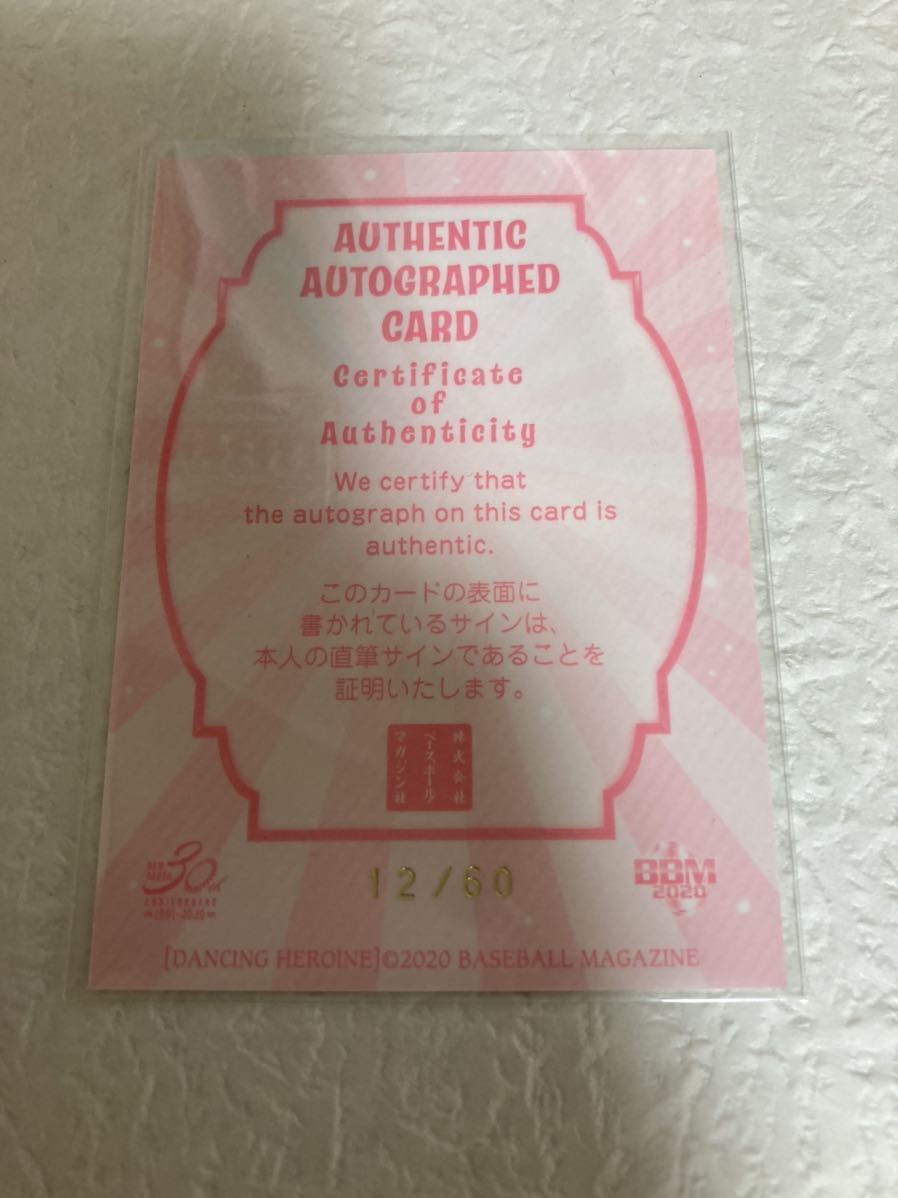 AUTHENTIC
AUTOGRAPHED
CARD
Certificate
of
Authenticity
We certify that
the autograph on this card is
authentic.
このカードの表面に
書かれているサインは、
本人の直筆サインであることを
証明いたします。
株式会社
ベースボール
マガジン社
30th
ANNIVERSARY
1991-2020
12/60
BBM
2020
[DANCING HEROINE]©2020 BASEBALL MAGAZINE